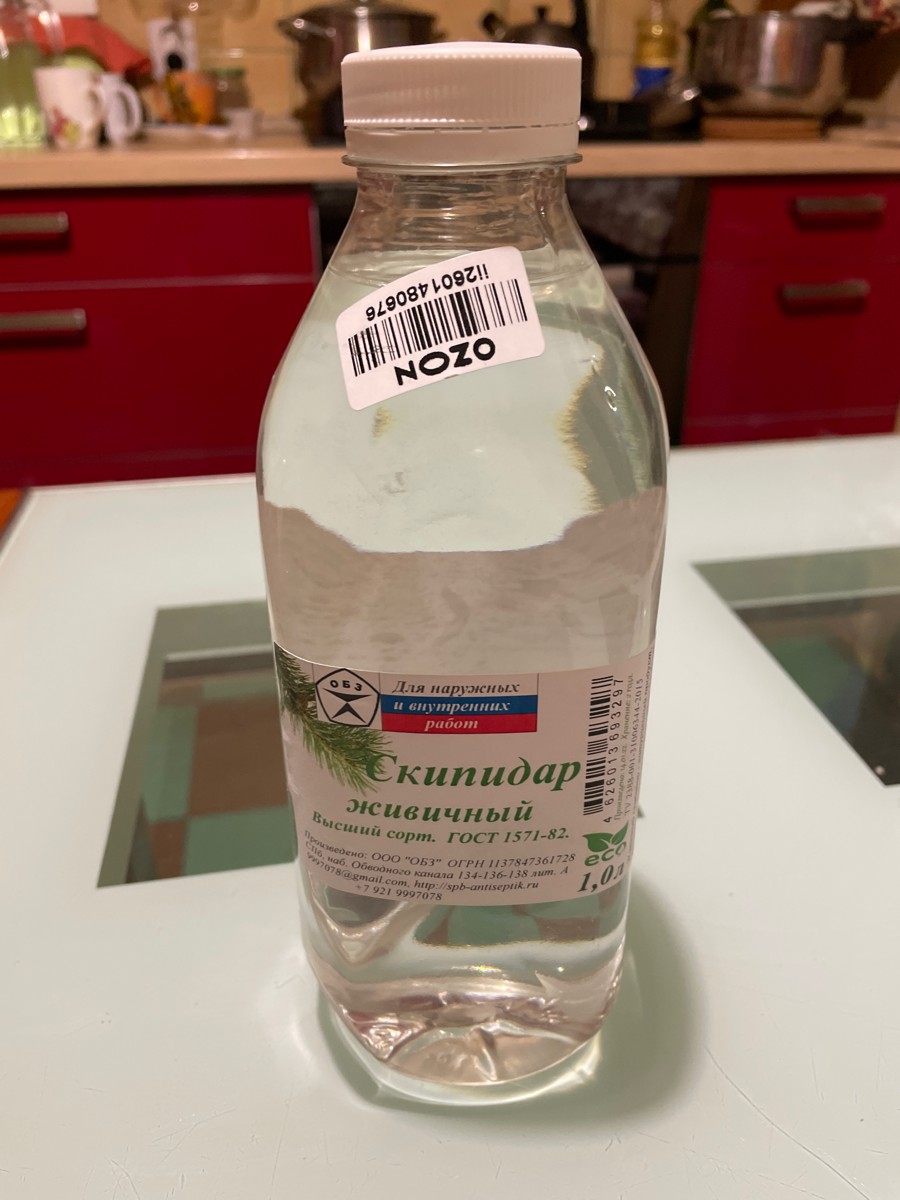 ii2601480676
OZON
ОБЗ
Для наружных
и внутренних
работ
Скипидар
живичный
Высший сорт. ГОСТ 1571-82.
Произведено: ООО "ОБЗ" ОГРН 1137847361728
СПб, наб. Обводного канала 134-136-138 лит. А
9997078@gmail.com, http://spb-antiseptik.ru
+7 921 9997078
4 626013 693297
eco
1,0л